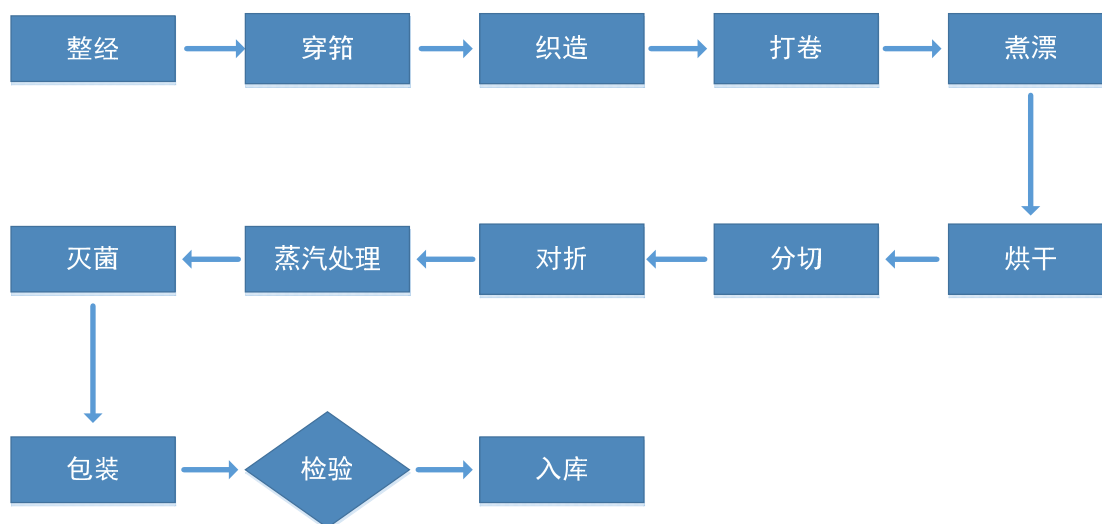 整经 穿筘 织造 打卷 煮漂
灭菌 蒸汽处理 对折 分切 烘干
包装 检验 入库